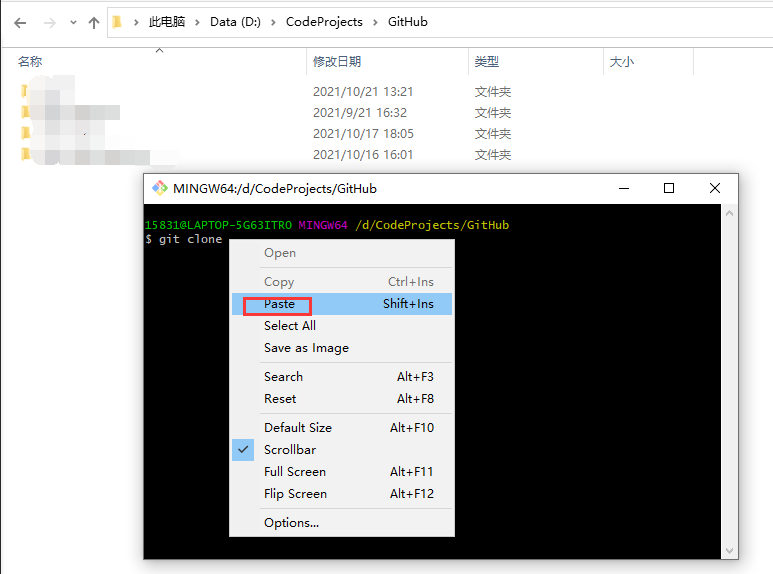 此电脑 Data (D:) CodeProjects GitHub
名称 修改日期 类型 大小
2021/10/21 13:21 文件夹
2021/9/21 16:32 文件夹
2021/10/17 18:05 文件夹
2021/10/16 16:01 文件夹
MINGW64:/d/CodeProjects/GitHub
15831@LAPTOP-5G63ITRO MINGW64 /d/CodeProjects/GitHub
$ git clone
Open
Copy Ctrl+Ins
Paste Shift+Ins
Select All
Save as Image
Search Alt+F3
Reset Alt+F8
Default Size Alt+F10
Scrollbar
Full Screen Alt+F11
Flip Screen Alt+F12
Options...